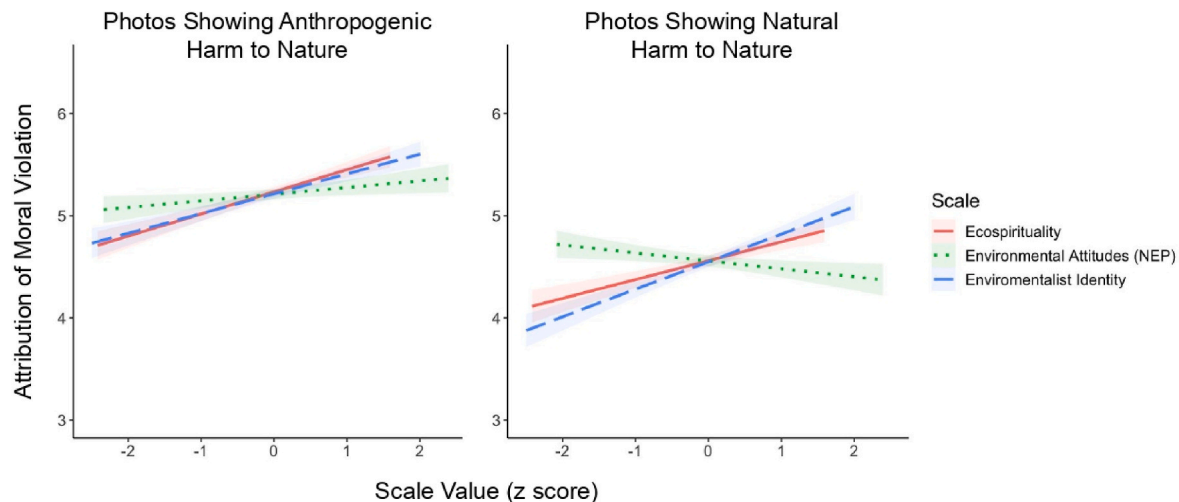 Photos Showing Anthropogenic
Harm to Nature
Photos Showing Natural
Harm to Nature
Attribution of Moral Violation
6
5
4
3
-2 -1 0 1 2
6
5
4
3
-2 -1 0 1 2
Scale Value (z score)
Scale
Ecospirituality
Environmental Attitudes (NEP)
Enviromentalist Identity